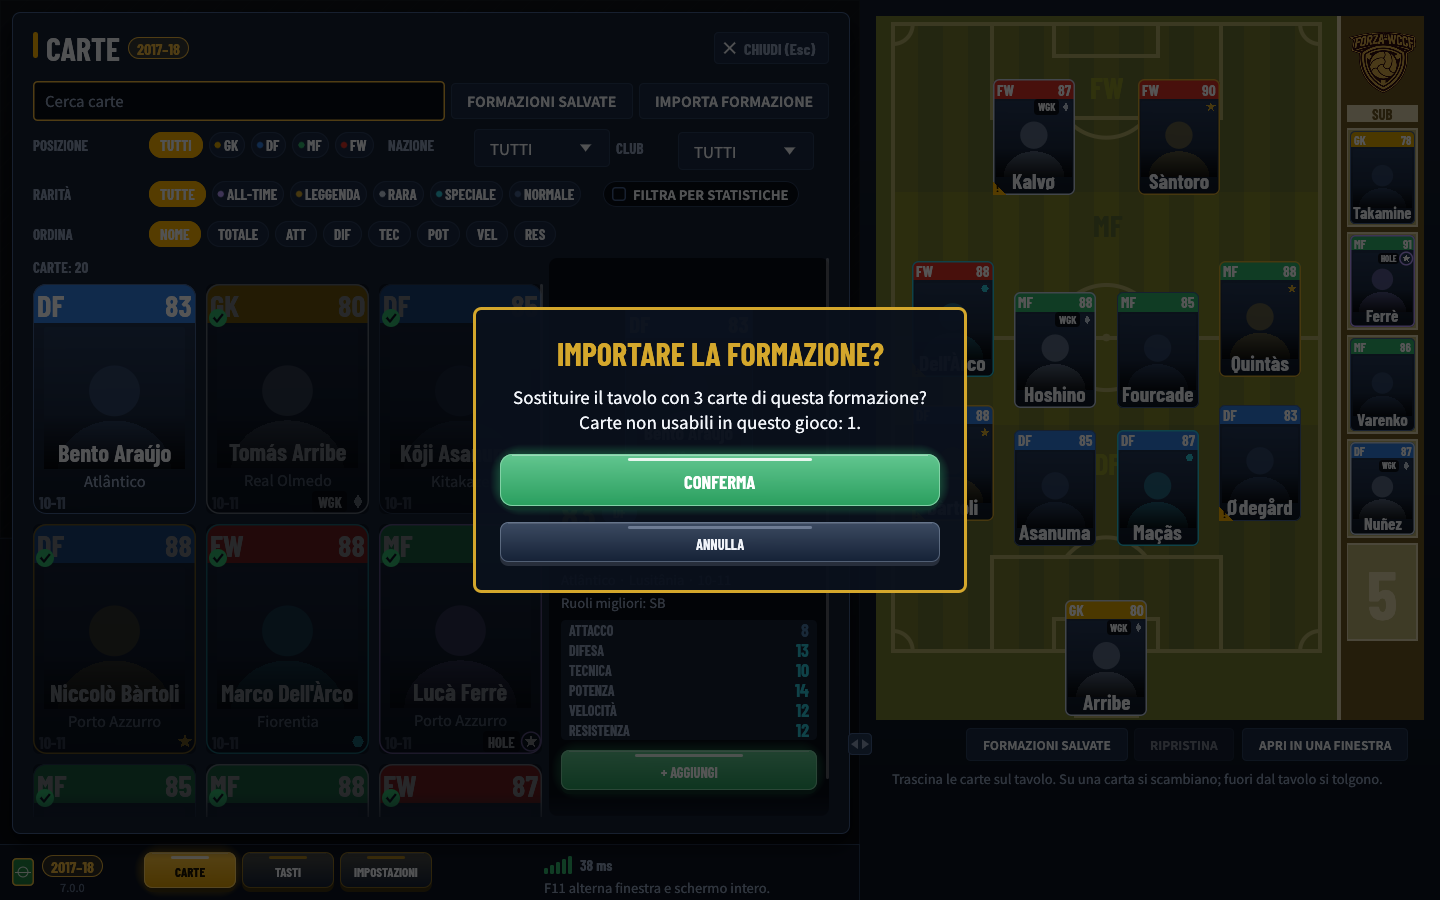 CARTE 2017-18
CHIUDI (Esc)
Cerca carte
FORMAZIONI SALVATE
IMPORTA FORMAZIONE
POSIZIONE TUTTI GK DF MF FW NAZIONE TUTTI CLUB TUTTI
RARITÀ TUTTE ALL-TIME LEGGENDA RARA SPECIALE NORMALE FILTRA PER STATISTICHE
ORDINA NOME TOTALE ATT DIF TEC POT VEL RES
CARTE: 20
DF 83
Bento Araújo
Atlântico
10-11
GK 80
Tomás Arribe
Real Olmedo
10-11 WGK
DF 85
Kōji Asa
Kitaka
10-11
DF 88
Niccolò Bàrtoli
Porto Azzurro
10-11
FW 88
Marco Dell'Àrco
Fiorentia
10-11
MF
Lucà Ferrè
Porto Azzurro
10-11 HOLE
MF 85
MF 88
FW 87
IMPORTARE LA FORMAZIONE?
Sostituire il tavolo con 3 carte di questa formazione?
Carte non usabili in questo gioco: 1.
CONFERMA
ANNULLA
Ruoli migliori: SB
ATTACCO 8
DIFESA 13
TECNICA 10
POTENZA 14
VELOCITÀ 12
RESISTENZA 12
+ AGGIUNGI
2017-18
7.0.0
CARTE
TASTI
IMPOSTAZIONI
38 ms
F11 alterna finestra e schermo intero.
FW
FW 87
WGK
Kalvø
FW 90
Sàntoro
MF
FW 88
Dell'Àrco
MF 88
WGK
Hoshino
MF 85
Fourcade
MF 88
Quintàs
88
DF
DF 85
Asanuma
DF 87
Maçãs
DF 83
Ødegård
GK 80
WGK
Arribe
FORZA-WCCF
SUB
GK 78
Takamine
MF 91
HOLE
Ferrè
MF 86
Varenko
DF 87
WGK
Nuñez
5
FORMAZIONI SALVATE
RIPRISTINA
APRI IN UNA FINESTRA
Trascina le carte sul tavolo. Su una carta si scambiano; fuori dal tavolo si tolgono.